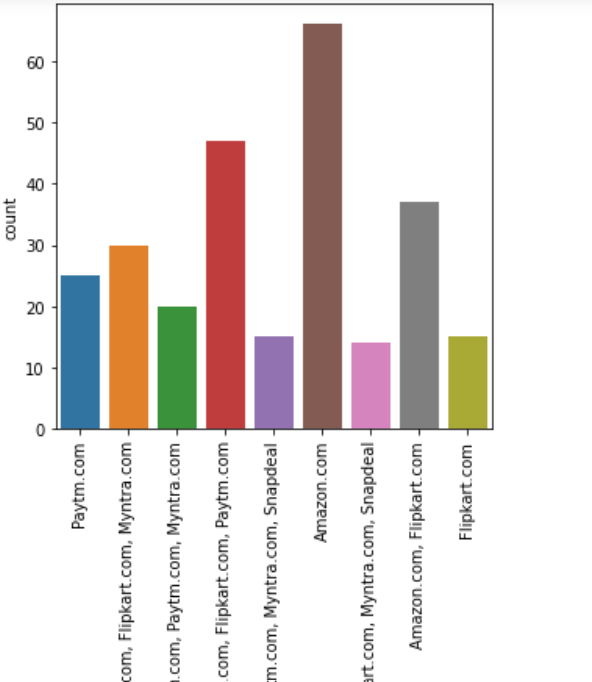 60
50
40
30
20
10
0
count
Paytm.com
com, Flipkart.com, Myntra.com
.com, Paytm.com, Myntra.com
.com, Flipkart.com, Paytm.com
tm.com, Myntra.com, Snapdeal
Amazon.com
art.com, Myntra.com, Snapdeal
Amazon.com, Flipkart.com
Flipkart.com